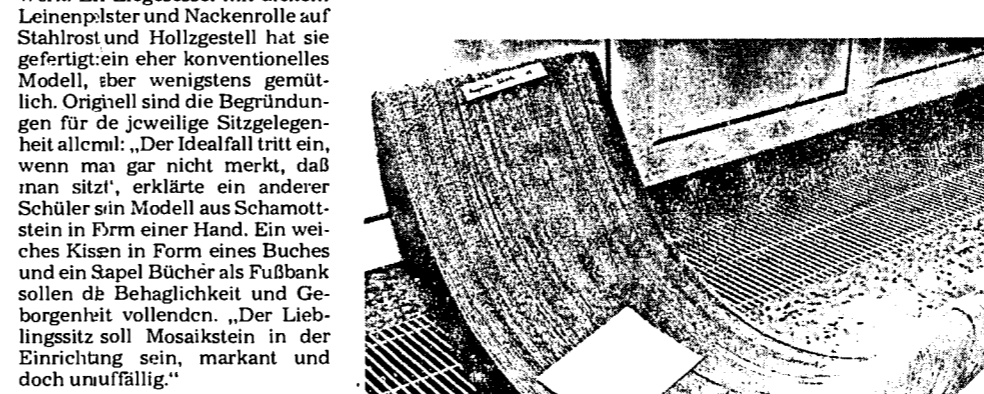 Leinenpolster und Nackenrolle auf
Stahlrost und Hollzgestell hat sie
gefertigt: ein eher konventionelles
Modell, aber wenigstens gemüt-
lich. Originell sind die Begründun-
gen für die jeweilige Sitzgelegen-
heit allemal: „Der Idealfall tritt ein,
wenn man gar nicht merkt, daß
man sitzt“, erklärte ein anderer
Schüler sein Modell aus Schamott-
stein in Form einer Hand. Ein wei-
ches Kissen in Form eines Buches
und ein Stapel Bücher als Fußbank
sollen die Behaglichkeit und Ge-
borgenheit vollenden. „Der Lieb-
lingssitz soll Mosaikstein in der
Einrichtung sein, markant und
doch unauffällig.“